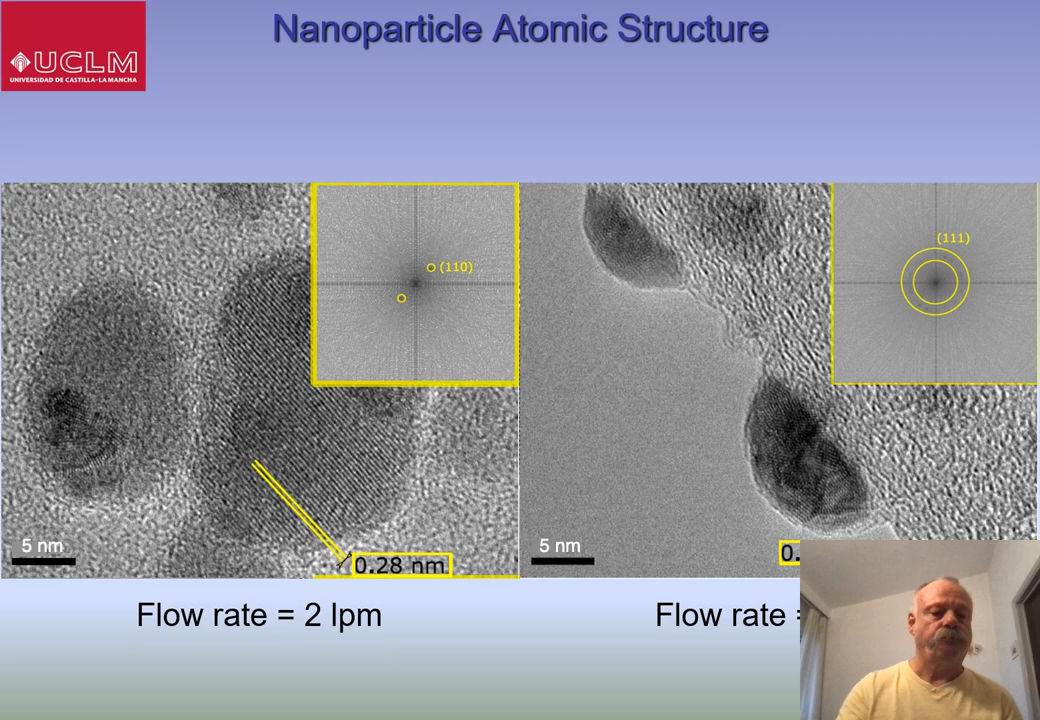 Nanoparticle Atomic Structure
UCLM
UNIVERSIDAD DE CASTILLA-LA MANCHA
(110)
(111)
5 nm
0.28 nm
5 nm
0.
Flow rate = 2 lpm
Flow rate =